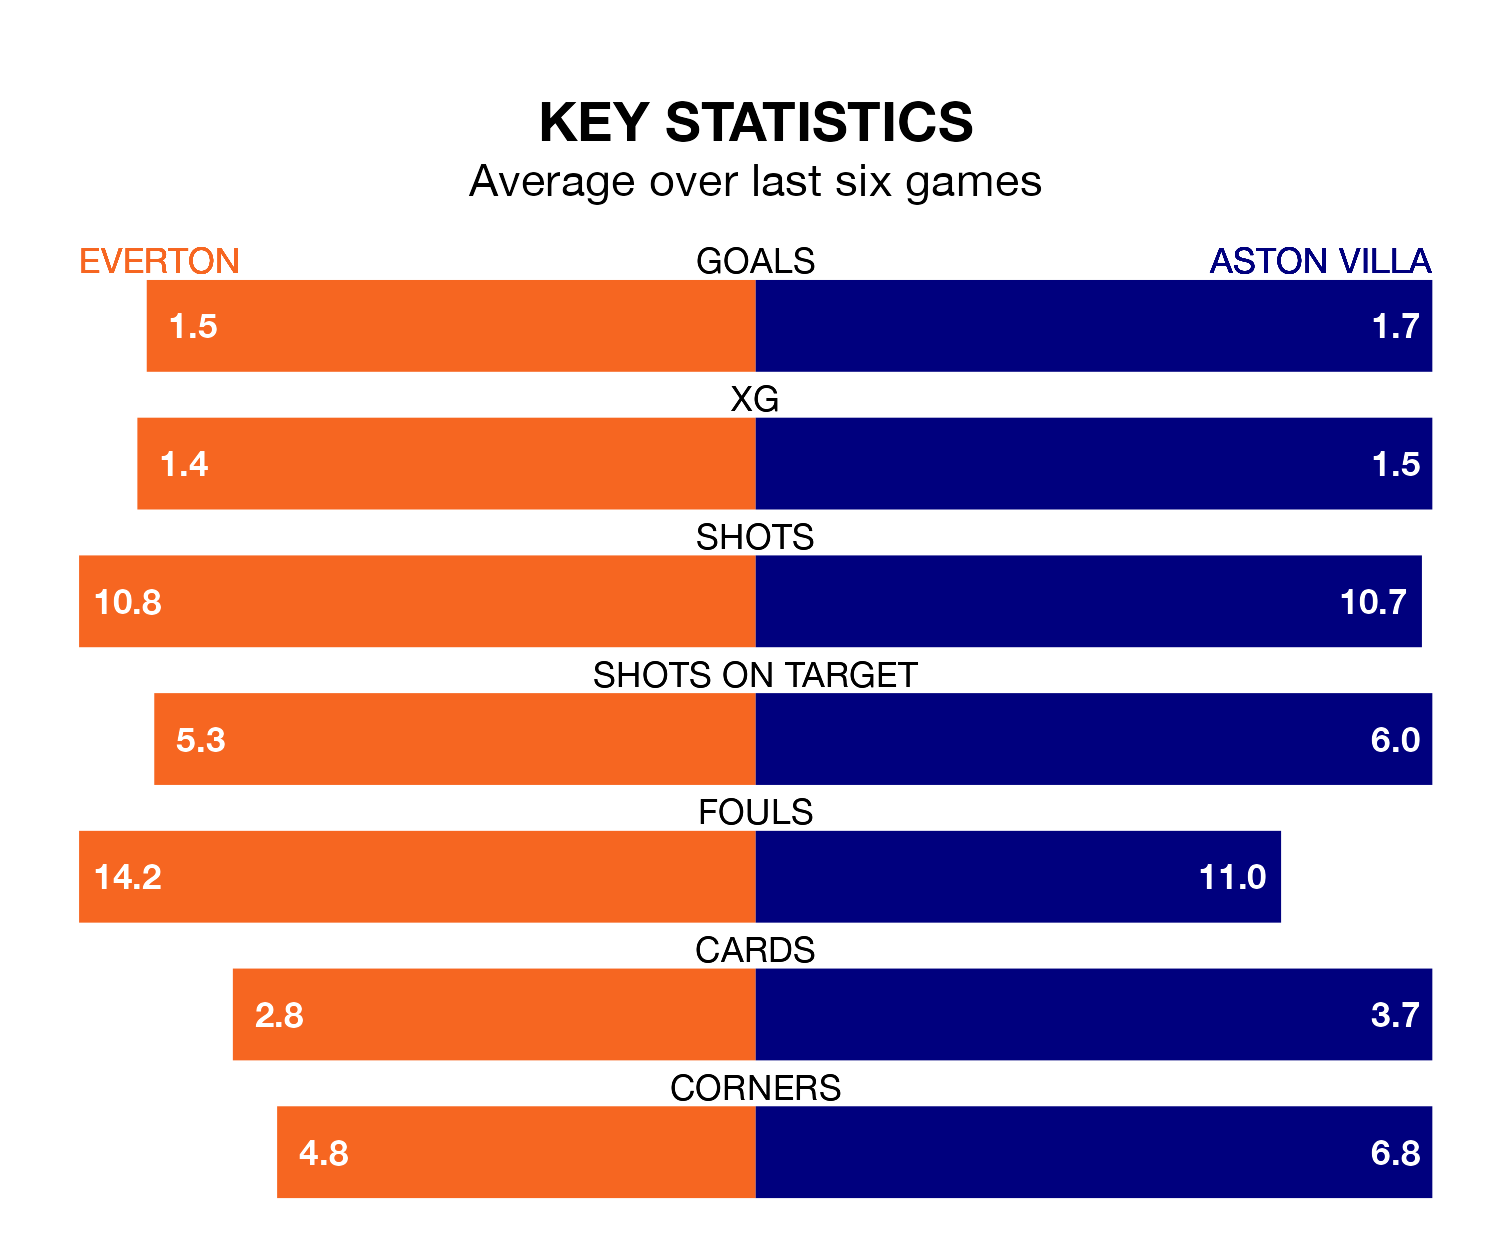 KEY STATISTICS
Average over last six games
EVERTON GOALS ASTON VILLA
1.5 1.7
XG
1.4 1.5
SHOTS
10.8 10.7
SHOTS ON TARGET
5.3 6.0
FOULS
14.2 11.0
CARDS
2.8 3.7
CORNERS
4.8 6.8